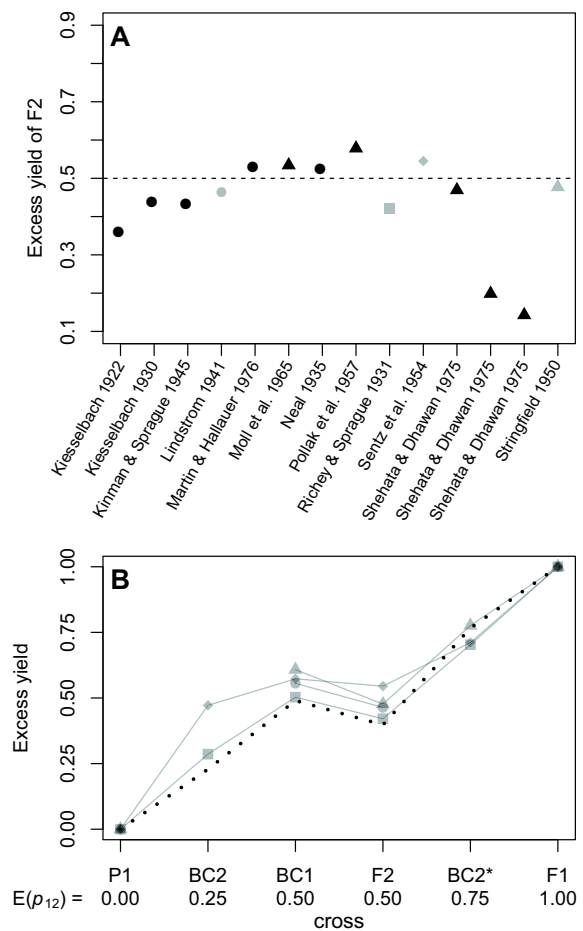 A
Excess yield of F2
0.9
0.7
0.5
0.3
0.1
Kiesselbach 1922
Kiesselbach 1930
Kinman & Sprague 1945
Lindstrom 1941
Martin & Hallauer 1976
Moll et al. 1965
Neal 1935
Pollak et al. 1957
Richey & Sprague 1931
Sentz et al. 1954
Shehata & Dhawan 1975
Shehata & Dhawan 1975
Shehata & Dhawan 1975
Stringfield 1950
B
Excess yield
1.00
0.75
0.50
0.25
0.00
P1 BC2 BC1 F2 BC2* F1
E(p12) = 0.00 0.25 0.50 0.50 0.75 1.00
cross